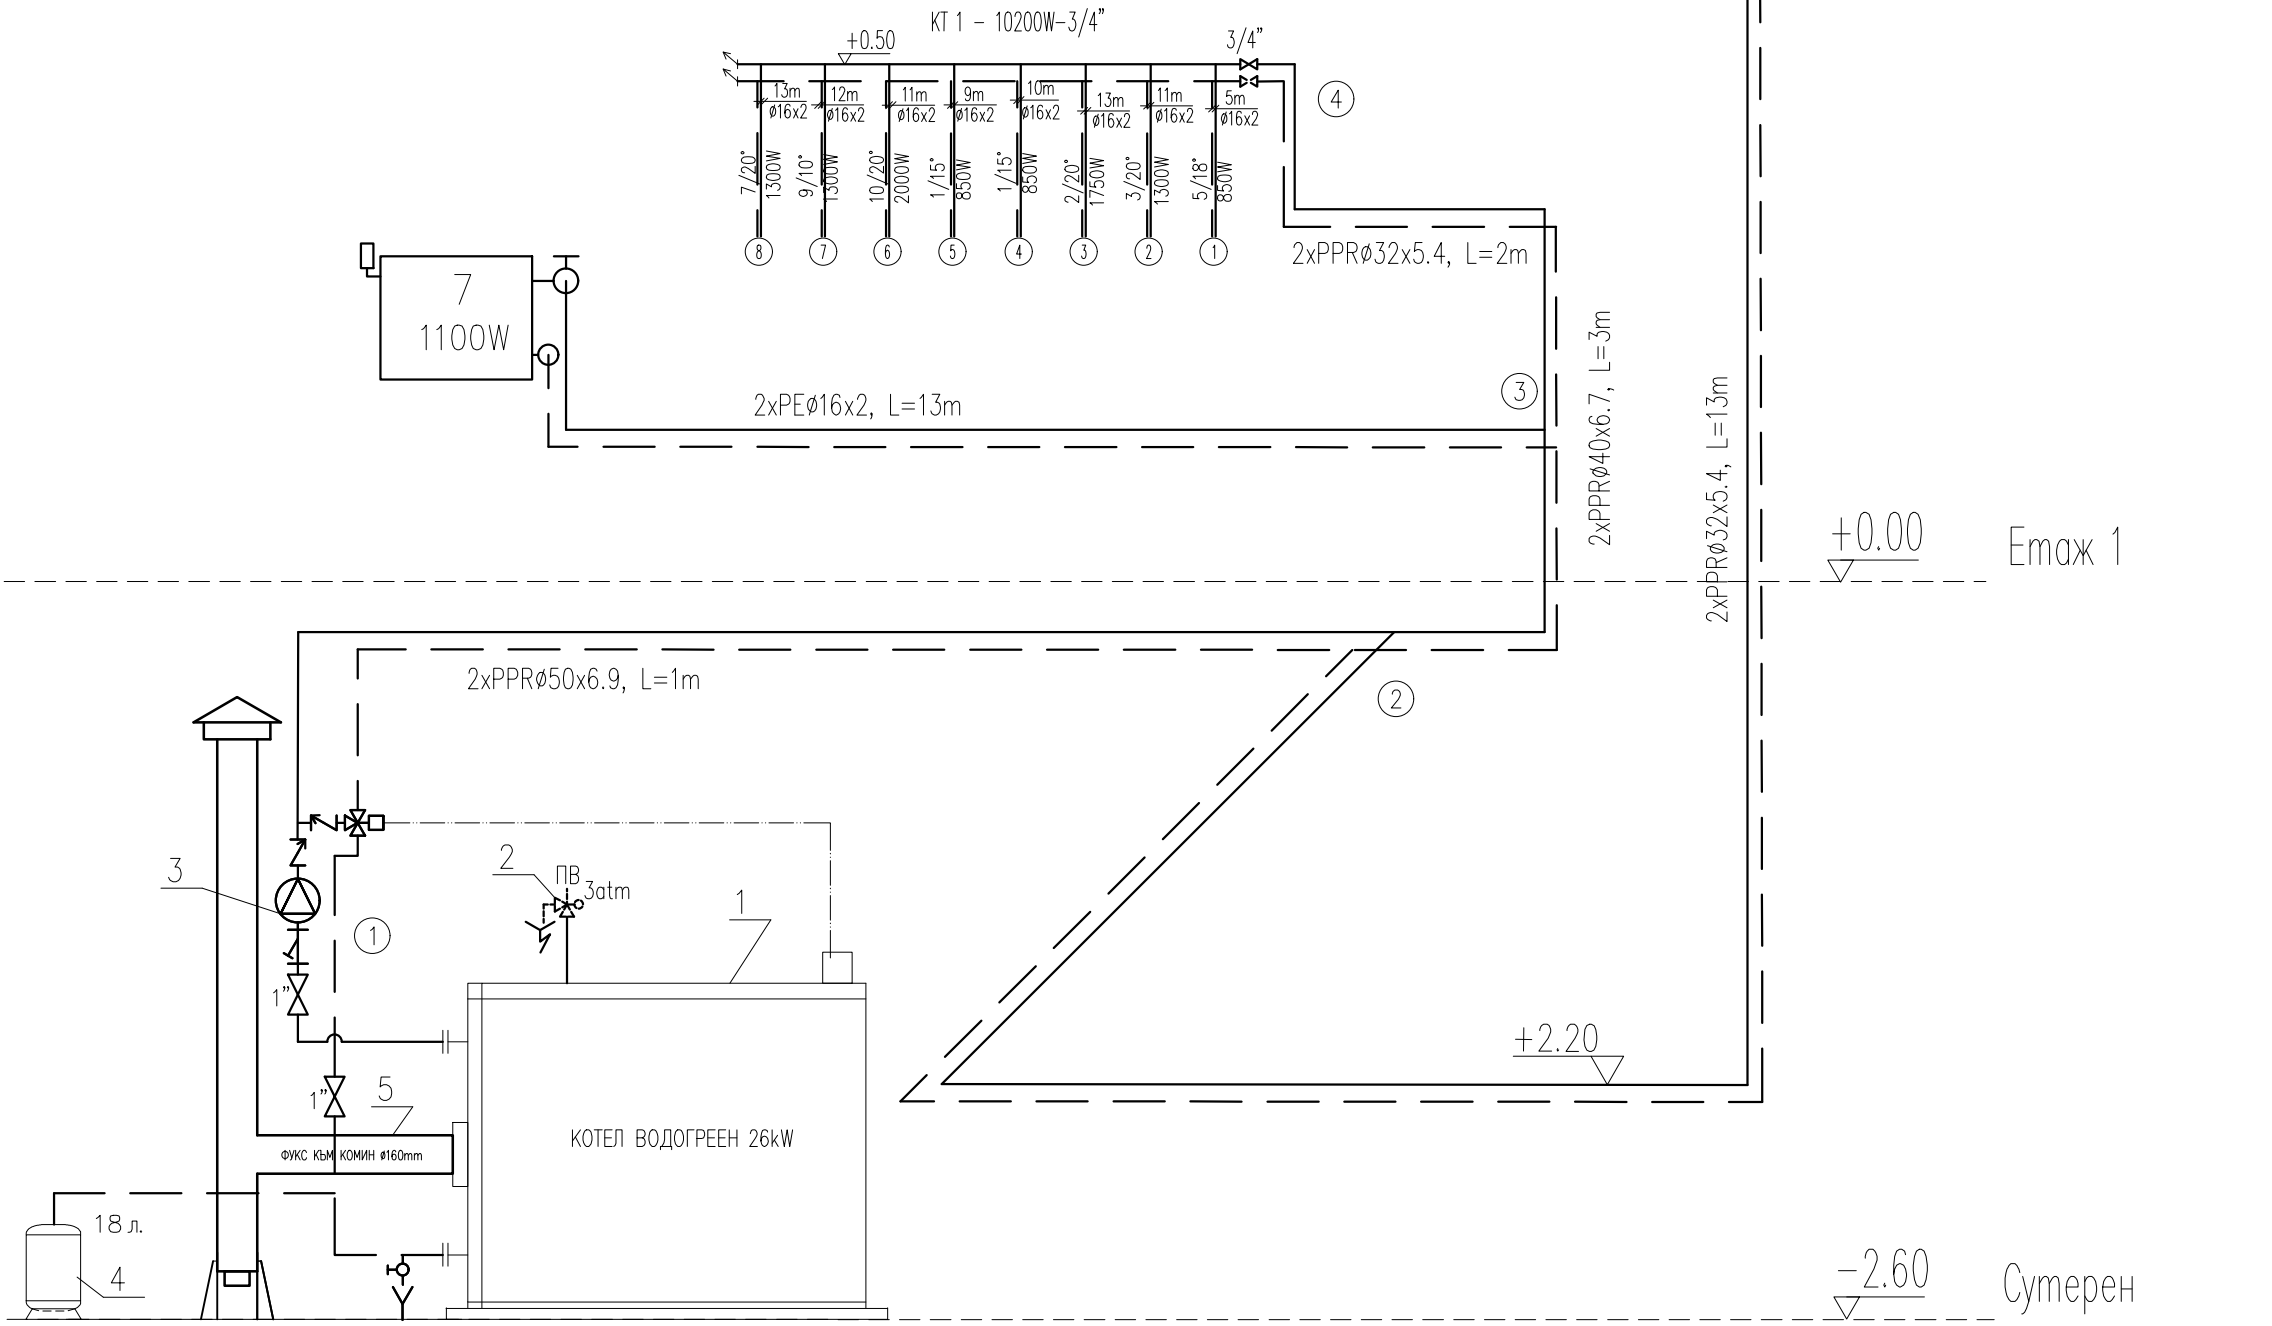 КТ 1 - 10200W-3/4"
+0.50
3/4"
13m
ø16x2
12m
ø16x2
11m
ø16x2
9m
ø16x2
10m
ø16x2
13m
ø16x2
11m
ø16x2
5m
ø16x2
4
7/20°
1300W
9/10°
1300W
10/20°
2000W
1/15°
850W
1/15°
850W
2/20°
1750W
3/20°
1300W
5/18°
850W
8
7
6
5
4
3
2
1
2xPPRø32x5.4, L=2m
7
1100W
2xPEø16x2, L=13m
3
2xPPRø40x6.7, L=3m
2xPPRø32x5.4, L=13m
+0.00
Етаж 1
2xPPRø50x6.9, L=1m
2
3
2
ПВ
3atm
1
1
1"
+2.20
1"
5
КОТЕЛ ВОДОГРЕЕН 26kW
ФУКС КЪМ КОМИН ø160mm
18 л.
4
-2.60
Сутерен